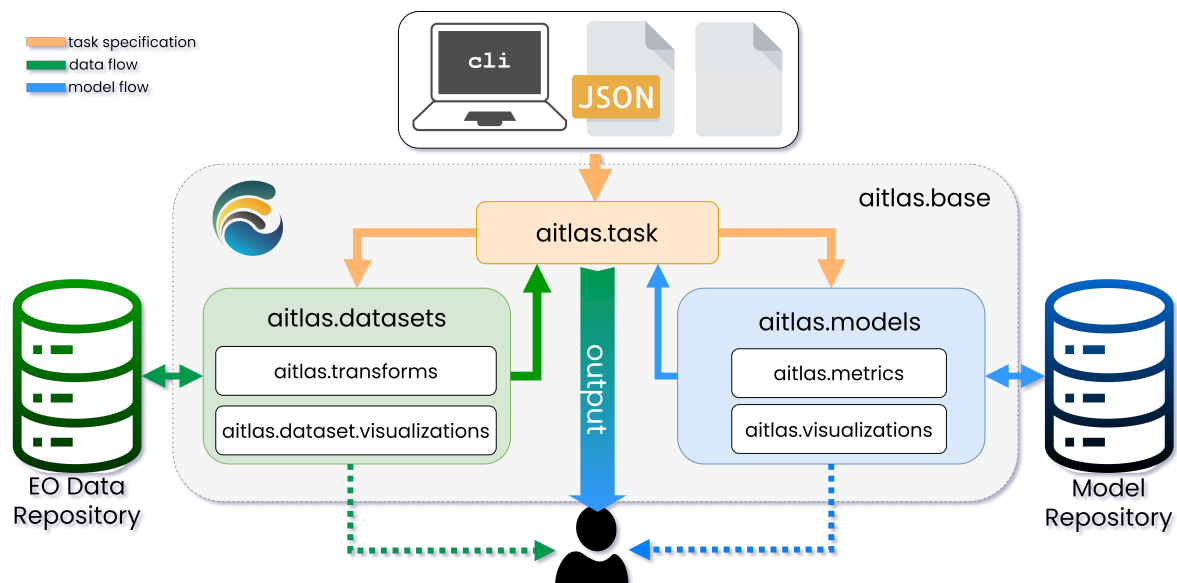 task specification
data flow
model flow
cli
JSON
aitlas.base
aitlas.task
aitlas.datasets
aitlas.transforms
aitlas.dataset.visualizations
output
aitlas.models
aitlas.metrics
aitlas.visualizations
EO Data
Repository
Model
Repository